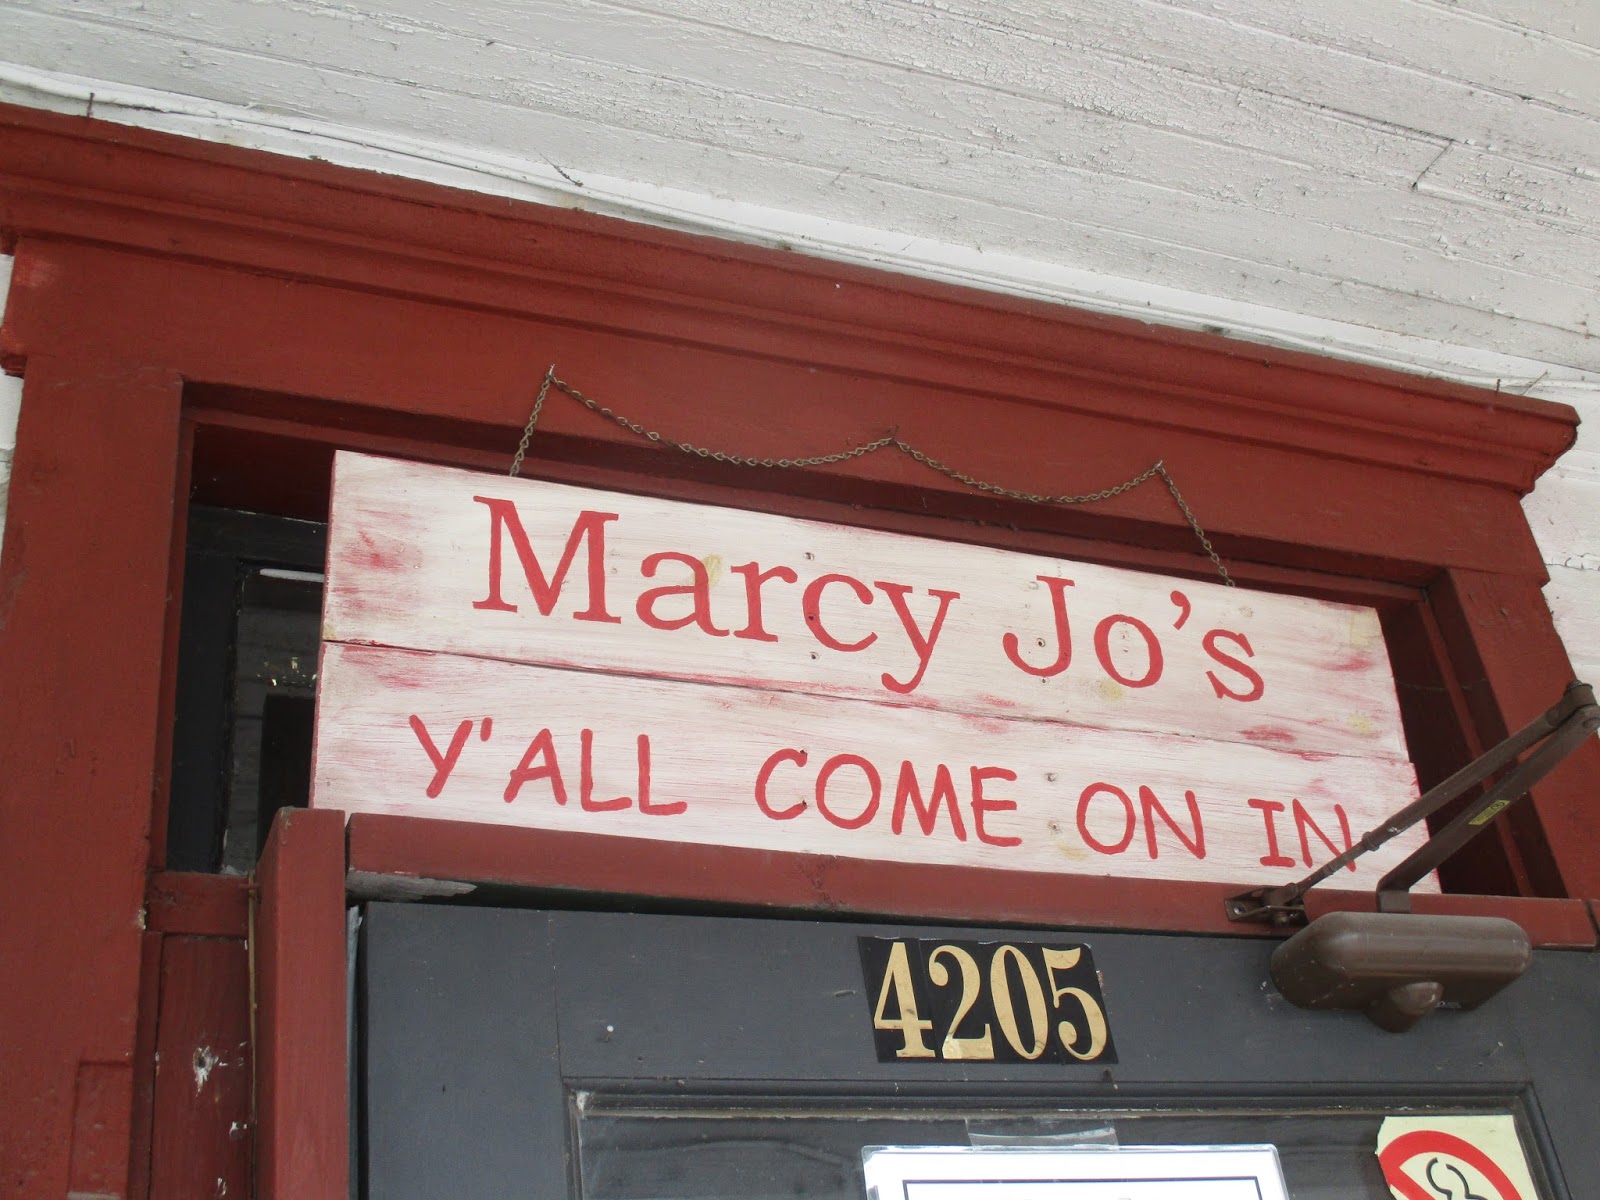 Marcy Jo's
Y'ALL COME ON IN
4205